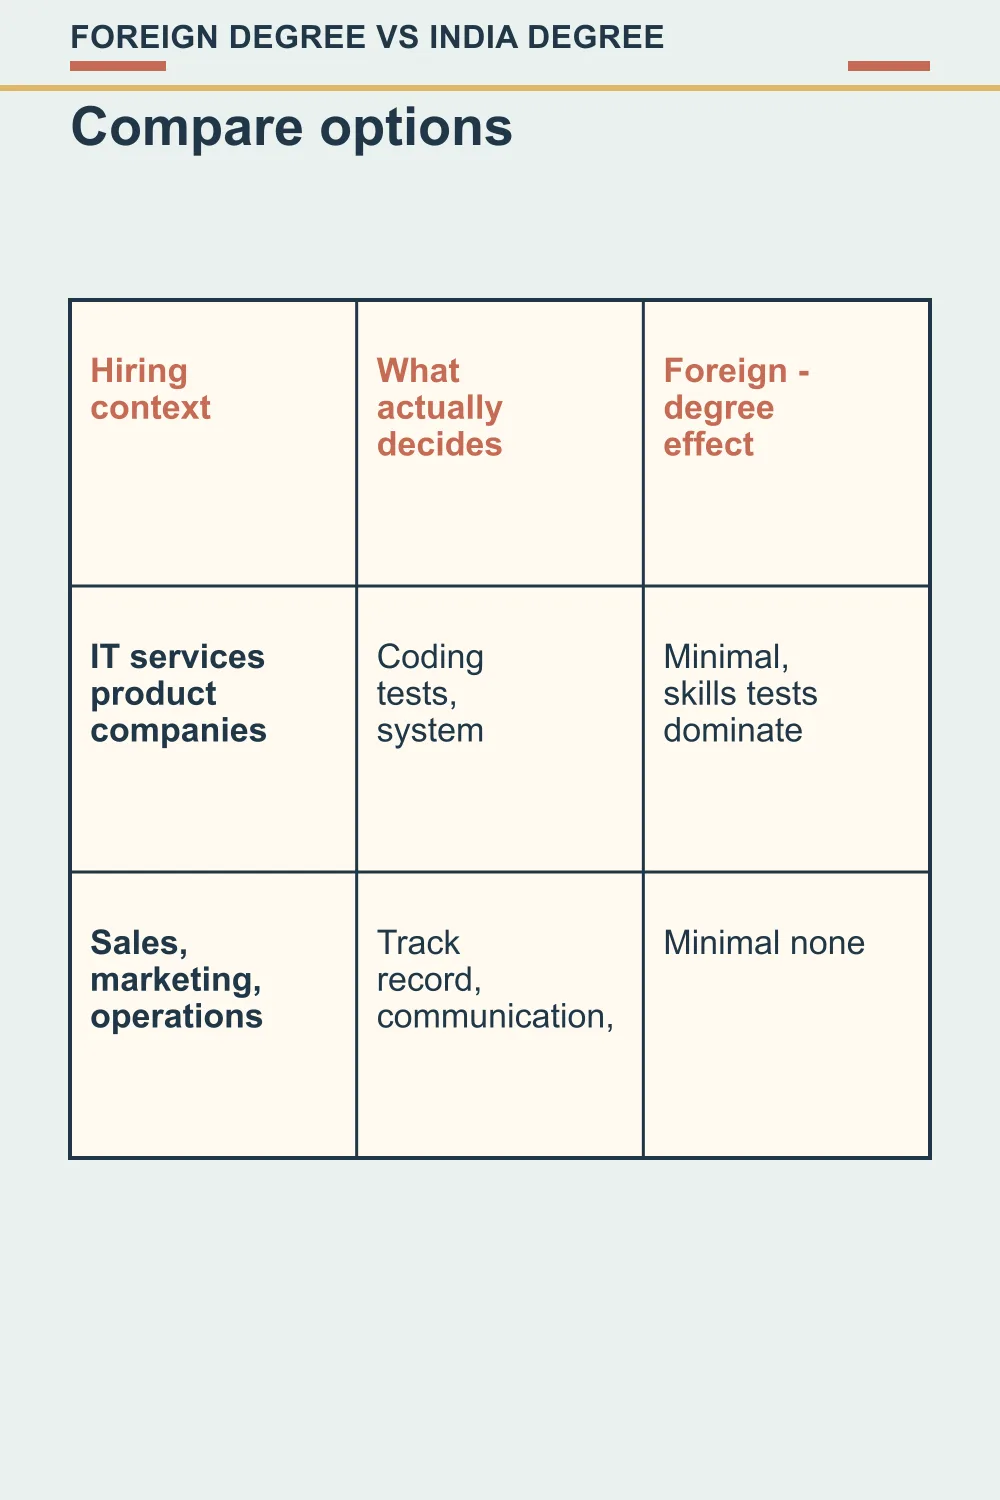 FOREIGN DEGREE VS INDIA DEGREE
Compare options
Hiring
context
What
actually
decides
Foreign -
degree
effect
IT services
product
companies
Coding
tests,
system
Minimal,
skills tests
dominate
Sales,
marketing,
operations
Track
record,
communication,
Minimal none